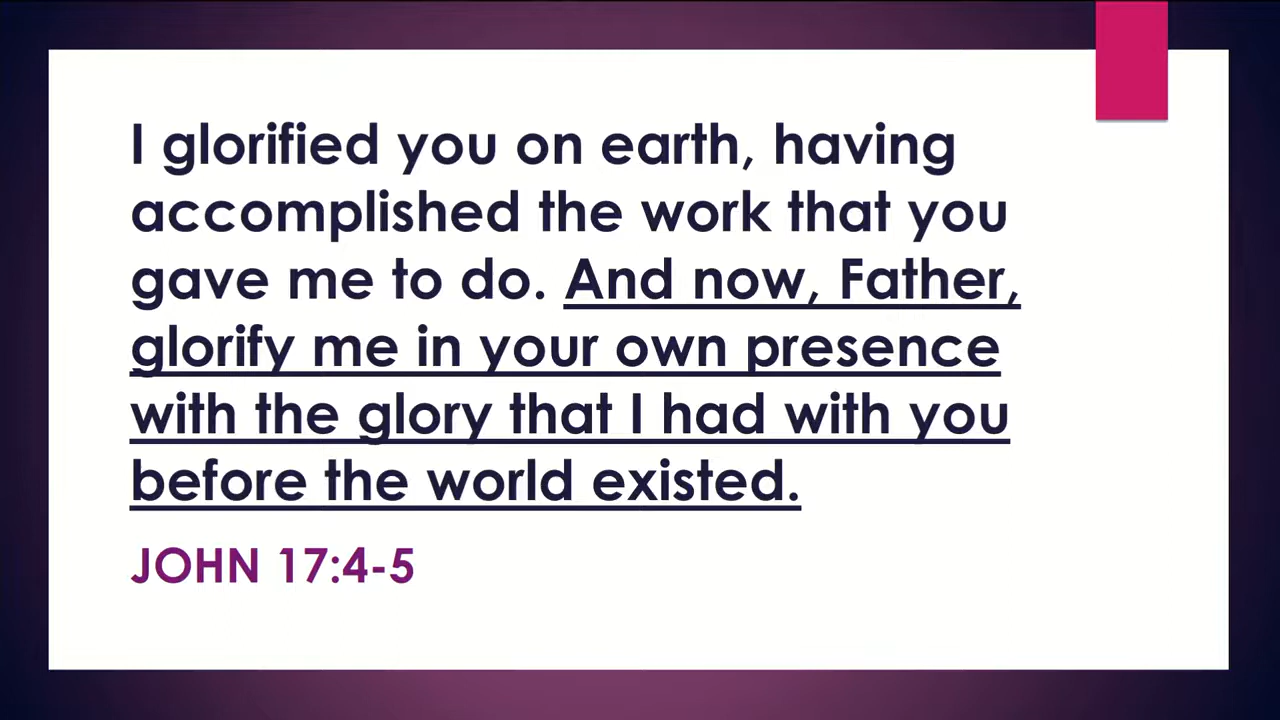 I glorified you on earth, having
accomplished the work that you
gave me to do. And now, Father,
glorify me in your own presence
with the glory that I had with you
before the world existed.
JOHN 17:4-5